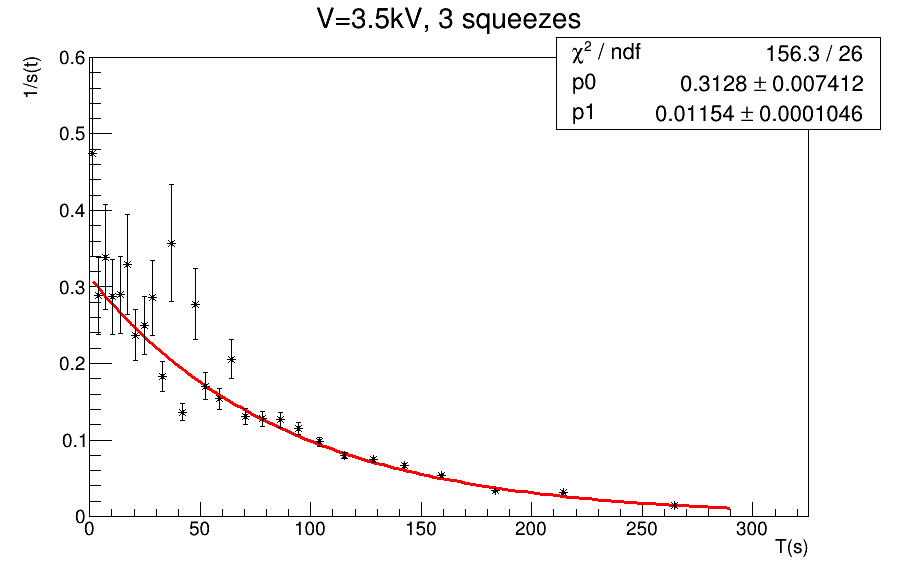 V=3.5kV, 3 squeezes
χ² / ndf 156.3 / 26
p0 0.3128 ± 0.007412
p1 0.01154 ± 0.0001046
1/s(t)
0.6
0.5
0.4
0.3
0.2
0.1
0
0 50 100 150 200 250 300
T(s)